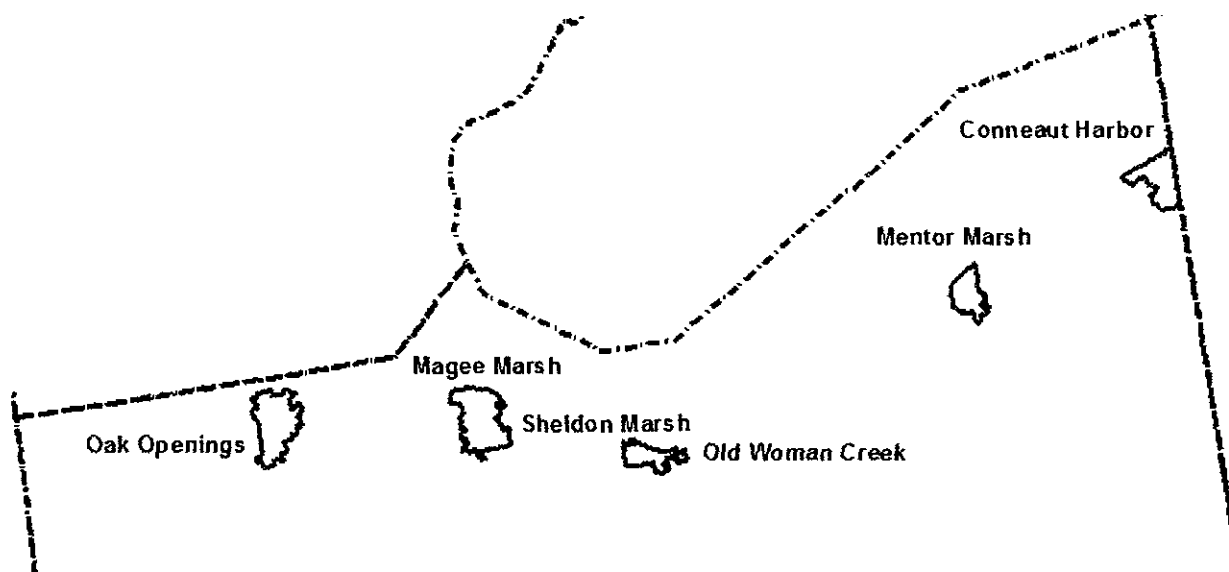 Conneaut Harbor
Mentor Marsh
Magee Marsh
Sheldon Marsh
Oak Openings
Old Woman Creek